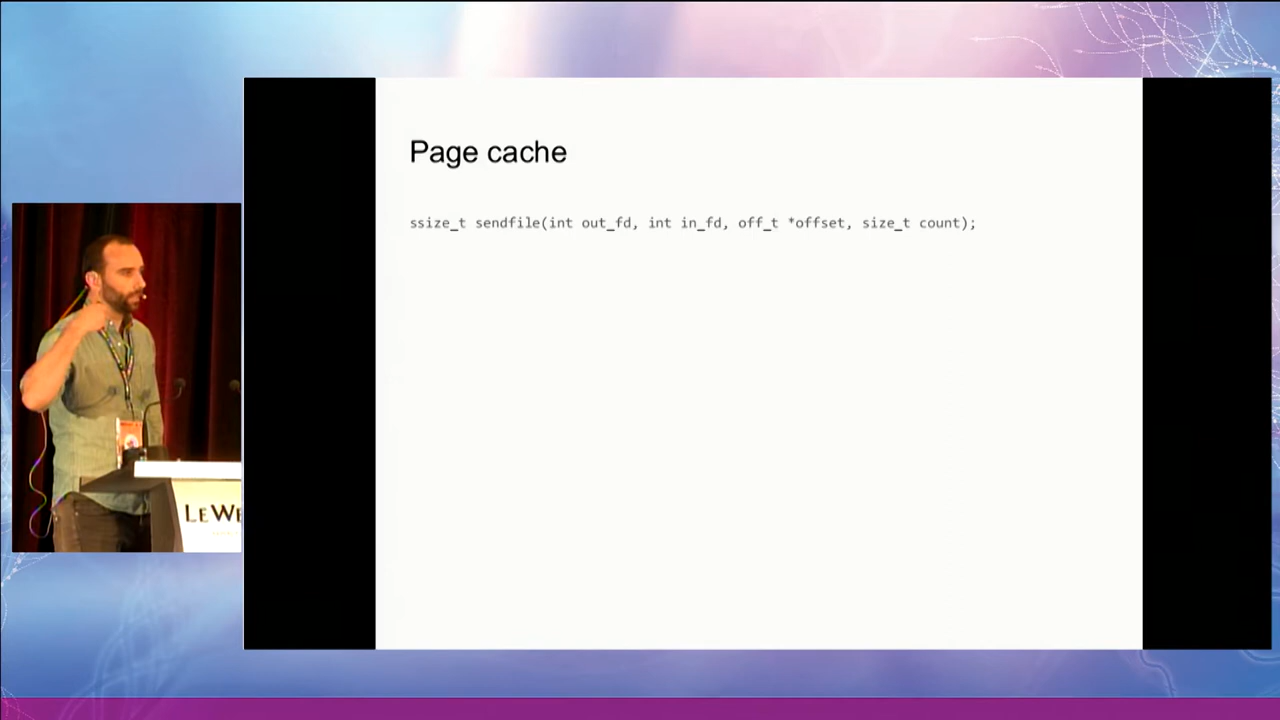 Page cache
ssize_t sendfile(int out_fd, int in_fd, off_t *offset, size_t count);
LEWE